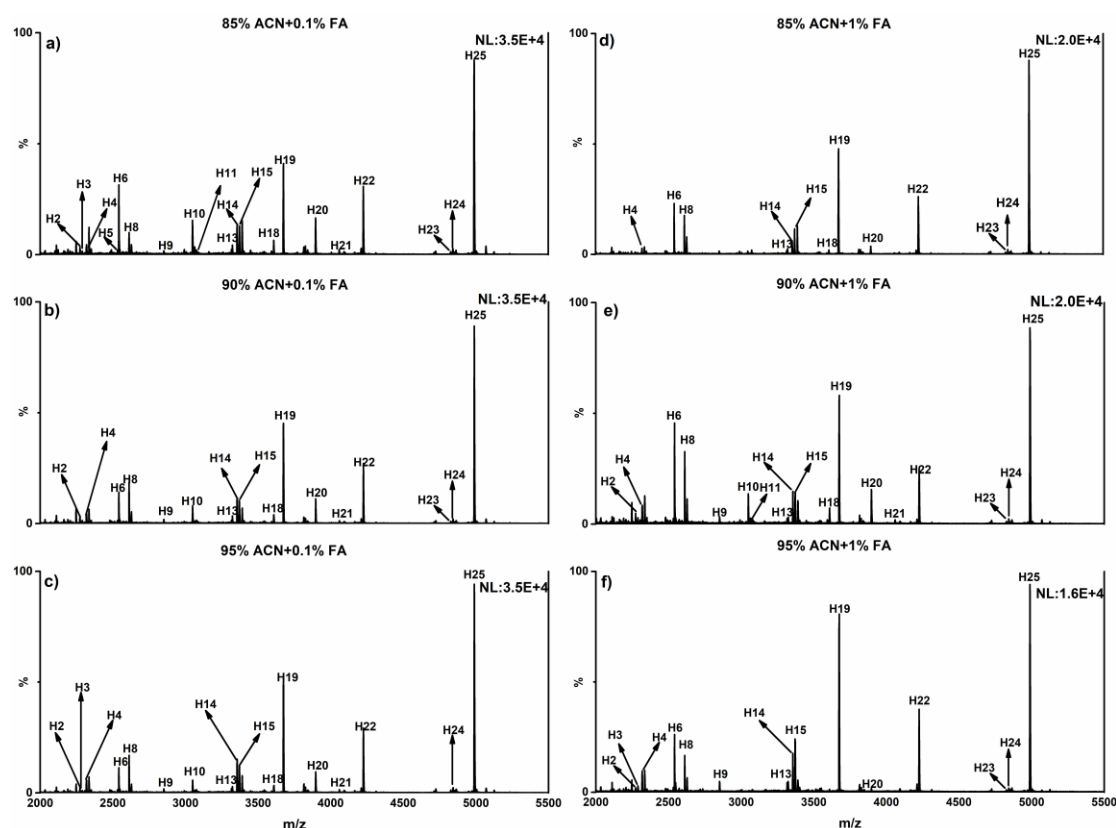 85% ACN+0.1% FA
a)
NL:3.5E+4
100
%
0
H2
H3
H4
H5
H6
H8
H9
H10
H11
H13
H14
H15
H18
H19
H20
H21
H22
H23
H24
H25
85% ACN+1% FA
d)
NL:2.0E+4
100
%
0
H4
H6
H8
H13
H14
H15
H18
H19
H20
H22
H23
H24
H25
90% ACN+0.1% FA
b)
NL:3.5E+4
100
%
0
H2
H4
H6
H8
H9
H10
H13
H14
H15
H18
H19
H20
H21
H22
H23
H24
H25
90% ACN+1% FA
e)
NL:2.0E+4
100
%
0
H2
H4
H6
H8
H9
H10
H11
H13
H14
H15
H18
H19
H20
H21
H22
H23
H24
H25
95% ACN+0.1% FA
c)
NL:3.5E+4
100
%
0
H2
H3
H4
H6
H8
H9
H10
H13
H14
H15
H18
H19
H20
H21
H22
H24
H25
2000 2500 3000 3500 4000 4500 5000 5500
m/z
95% ACN+1% FA
f)
NL:1.6E+4
100
%
0
H2
H3
H4
H6
H8
H9
H13
H14
H15
H19
H20
H22
H23
H24
H25
2000 2500 3000 3500 4000 4500 5000 5500
m/z